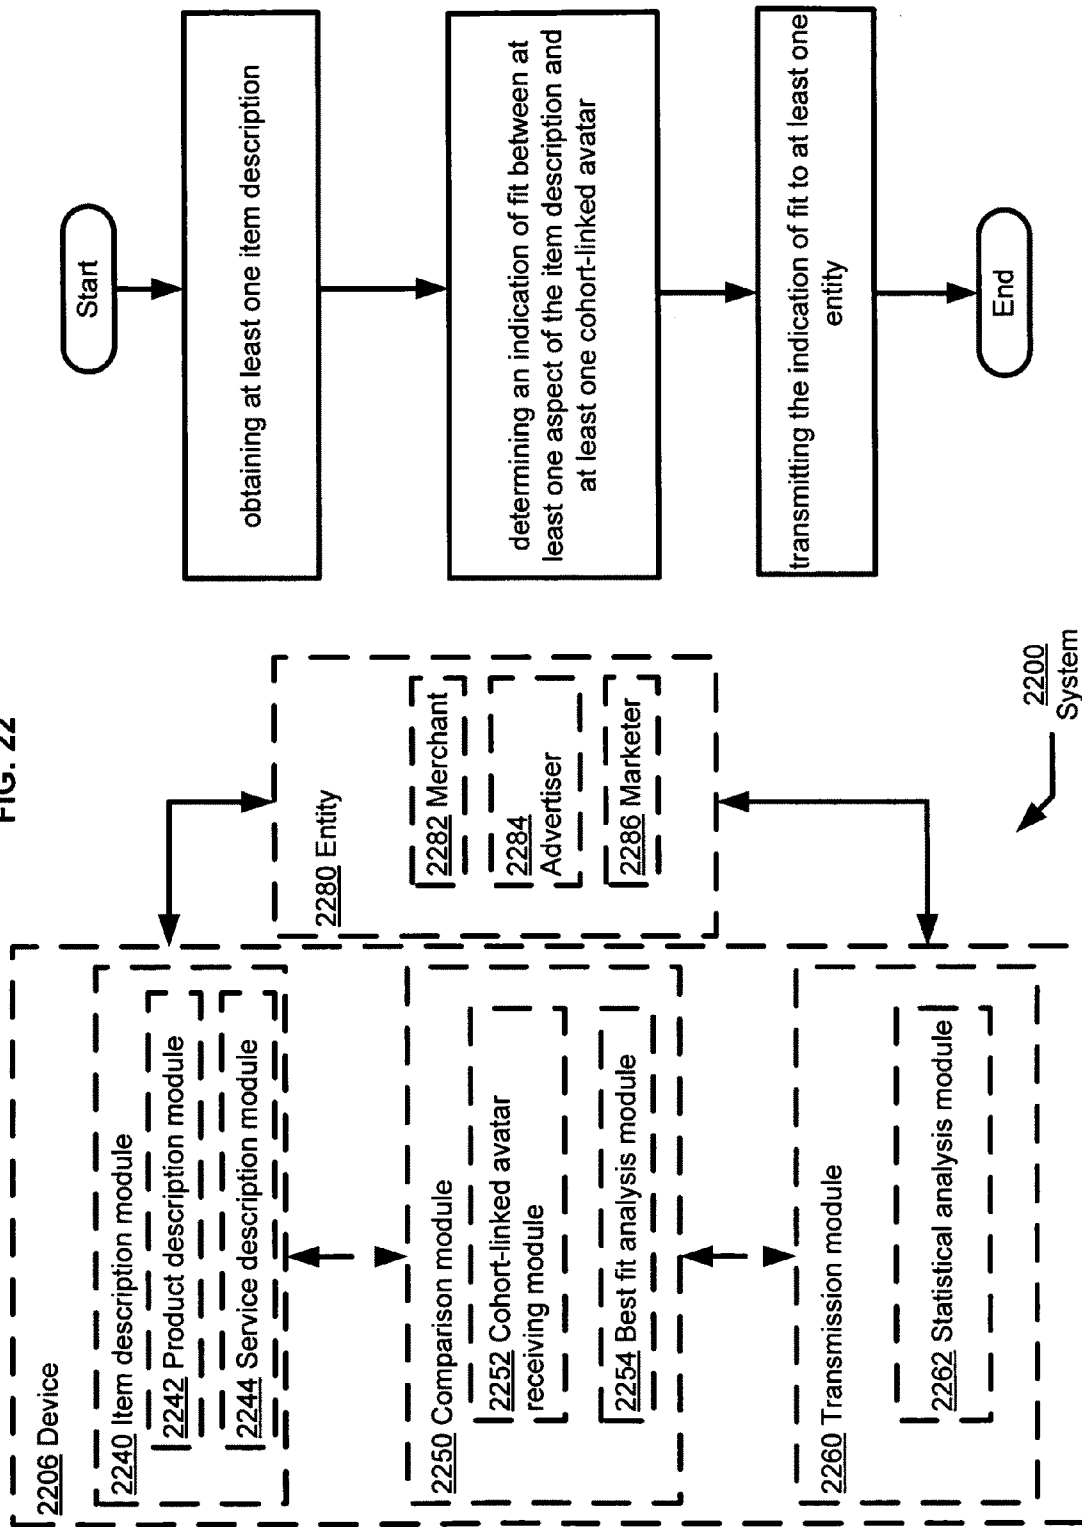 FIG. 22
2206 Device
2240 Item description module
2242 Product description module
2244 Service description module
2250 Comparison module
2252 Cohort-linked avatar
receiving module
2254 Best fit analysis module
2260 Transmission module
2262 Statistical analysis module
2280 Entity
2282 Merchant
2284
Advertiser
2286 Marketer
2200
System
Start
obtaining at least one item description
determining an indication of fit between at
least one aspect of the item description and
at least one cohort-linked avatar
transmitting the indication of fit to at least one
entity
End